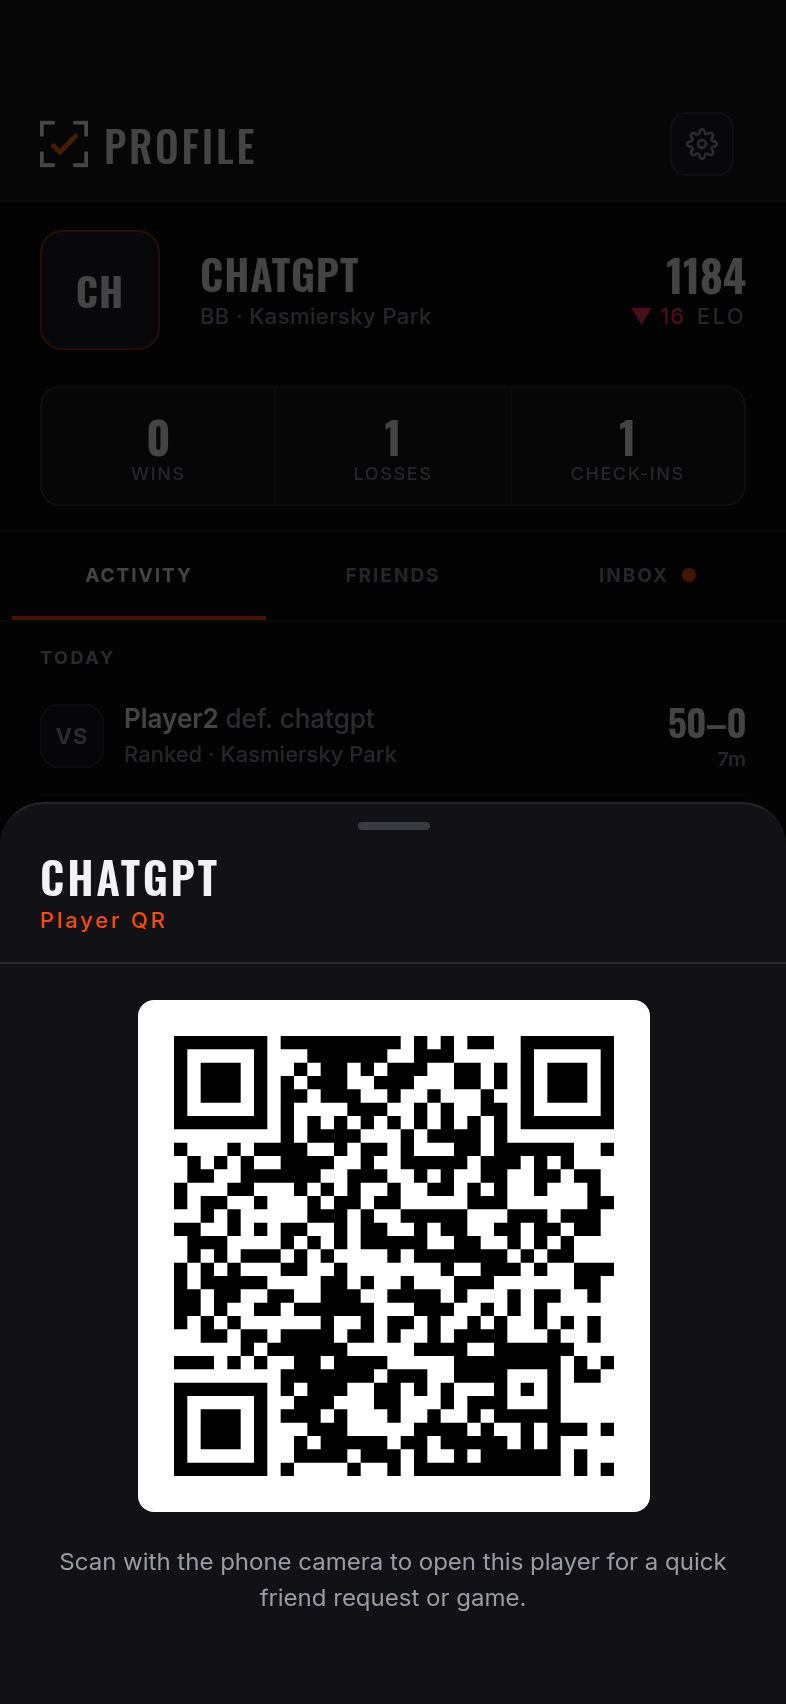 PROFILE
CH
CHATGPT
BB · Kasmiersky Park
1184
▼ 16 ELO
0
WINS
1
LOSSES
1
CHECK-INS
ACTIVITY
FRIENDS
INBOX
TODAY
VS
Player2 def. chatgpt
Ranked · Kasmiersky Park
50–0
7m
CHATGPT
Player QR
Scan with the phone camera to open this player for a quick
friend request or game.